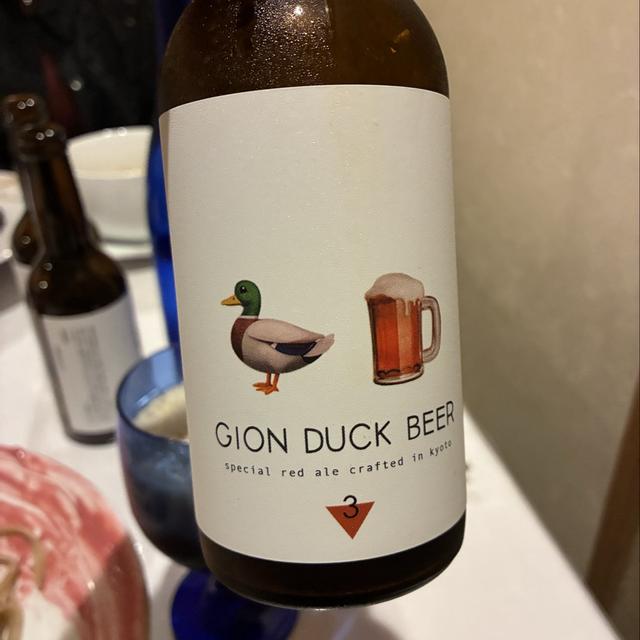 GION DUCK BEER
special red ale crafted in kyoto
3